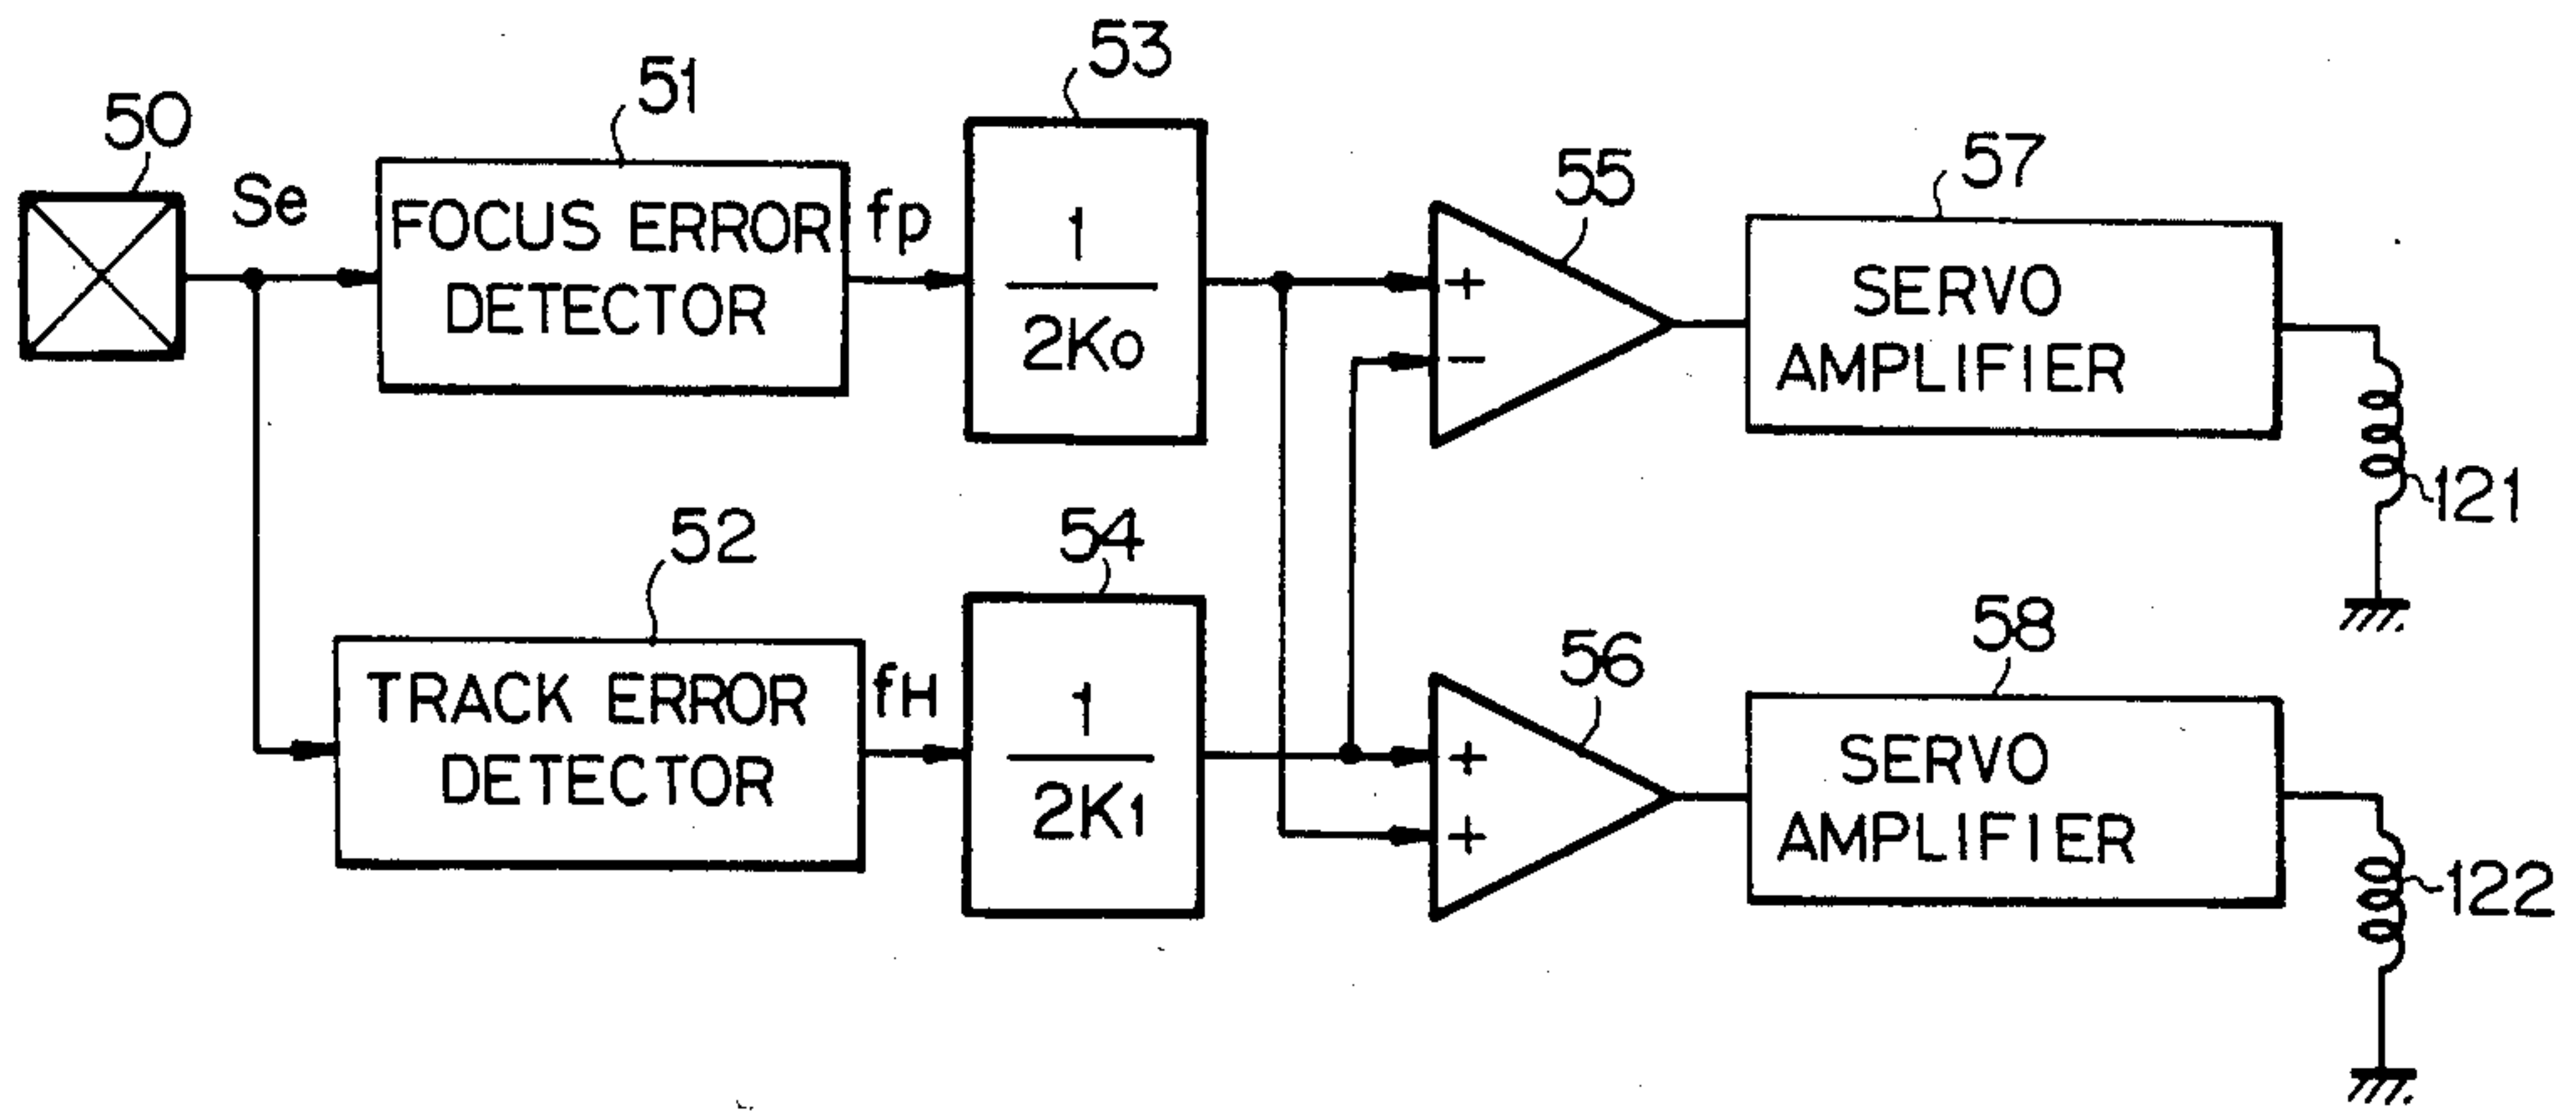 50
Se
51
FOCUS ERROR
DETECTOR
fP
53
1
2K0
55
+
−
57
SERVO
AMPLIFIER
121
52
TRACK ERROR
DETECTOR
fH
54
1
2K1
56
+
+
58
SERVO
AMPLIFIER
122